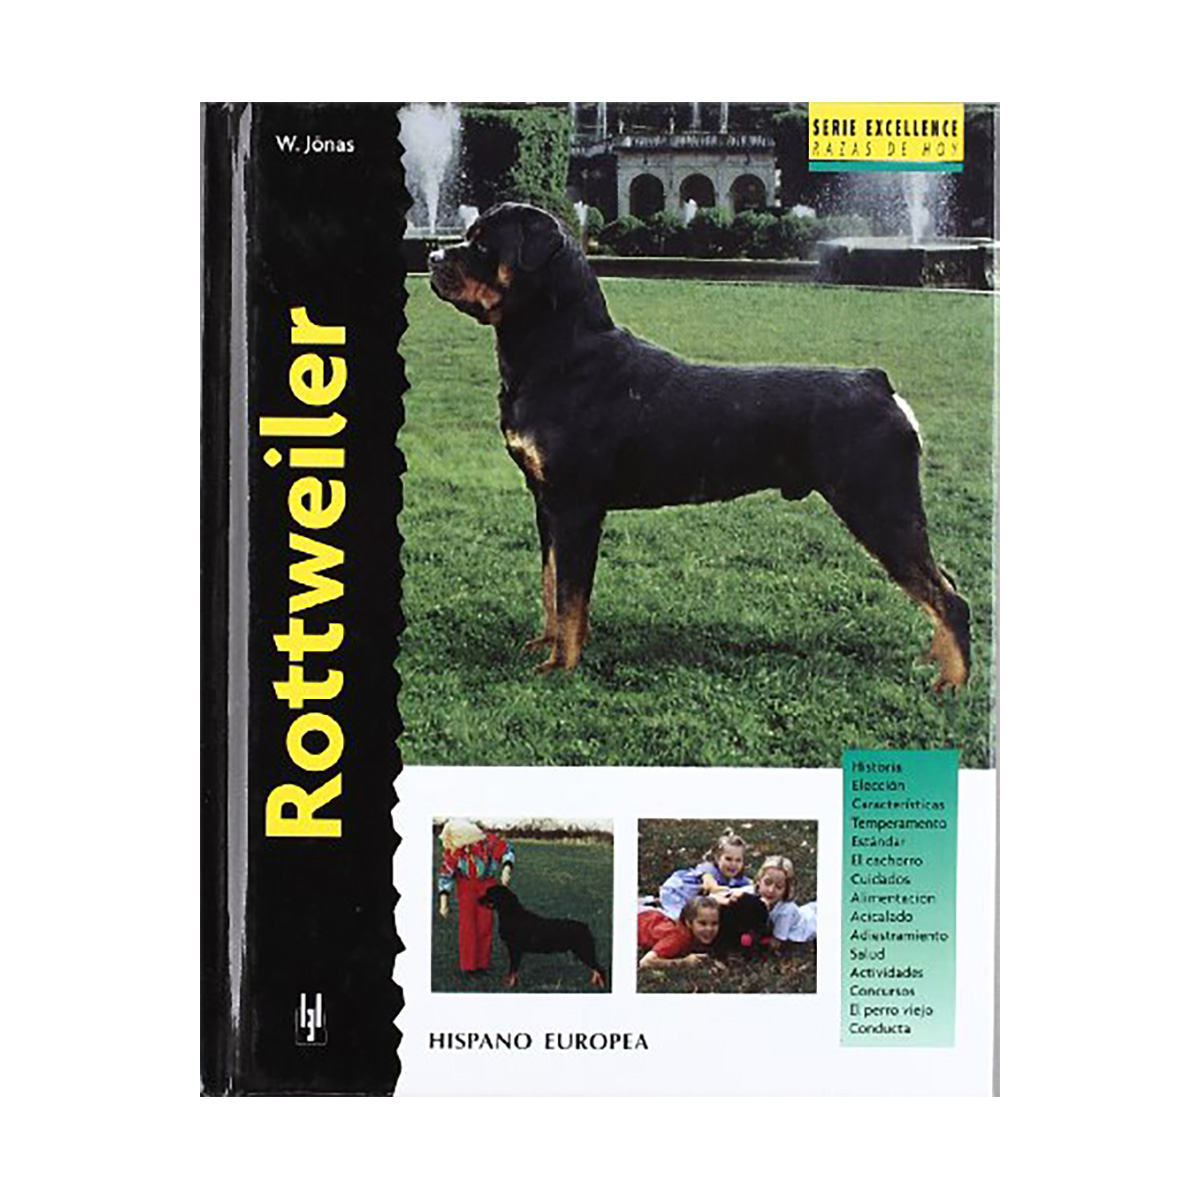 W. Jönas
SERIE EXCELLENCE
RAZAS DE HOY
Rottweiler
Historia
Elección
Características
Temperamento
Estándar
El cachorro
Cuidados
Alimentación
Acicalado
Adiestramiento
Salud
Actividades
Concursos
El perro viejo
Conducta
HISPANO EUROPEA